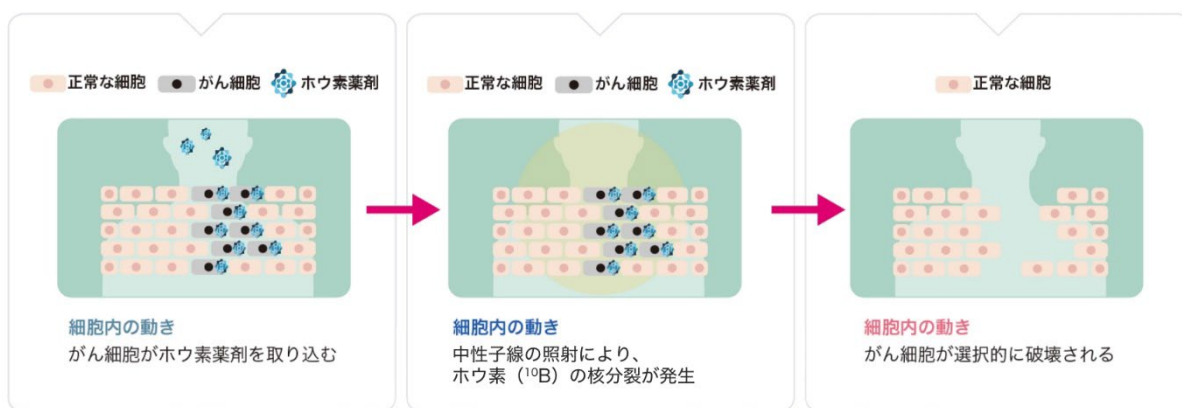 正常な細胞 がん細胞 ホウ素薬剤
細胞内の動き
がん細胞がホウ素薬剤を取り込む
正常な細胞 がん細胞 ホウ素薬剤
細胞内の動き
中性子線の照射により、
ホウ素（¹⁰B）の核分裂が発生
正常な細胞
細胞内の動き
がん細胞が選択的に破壊される